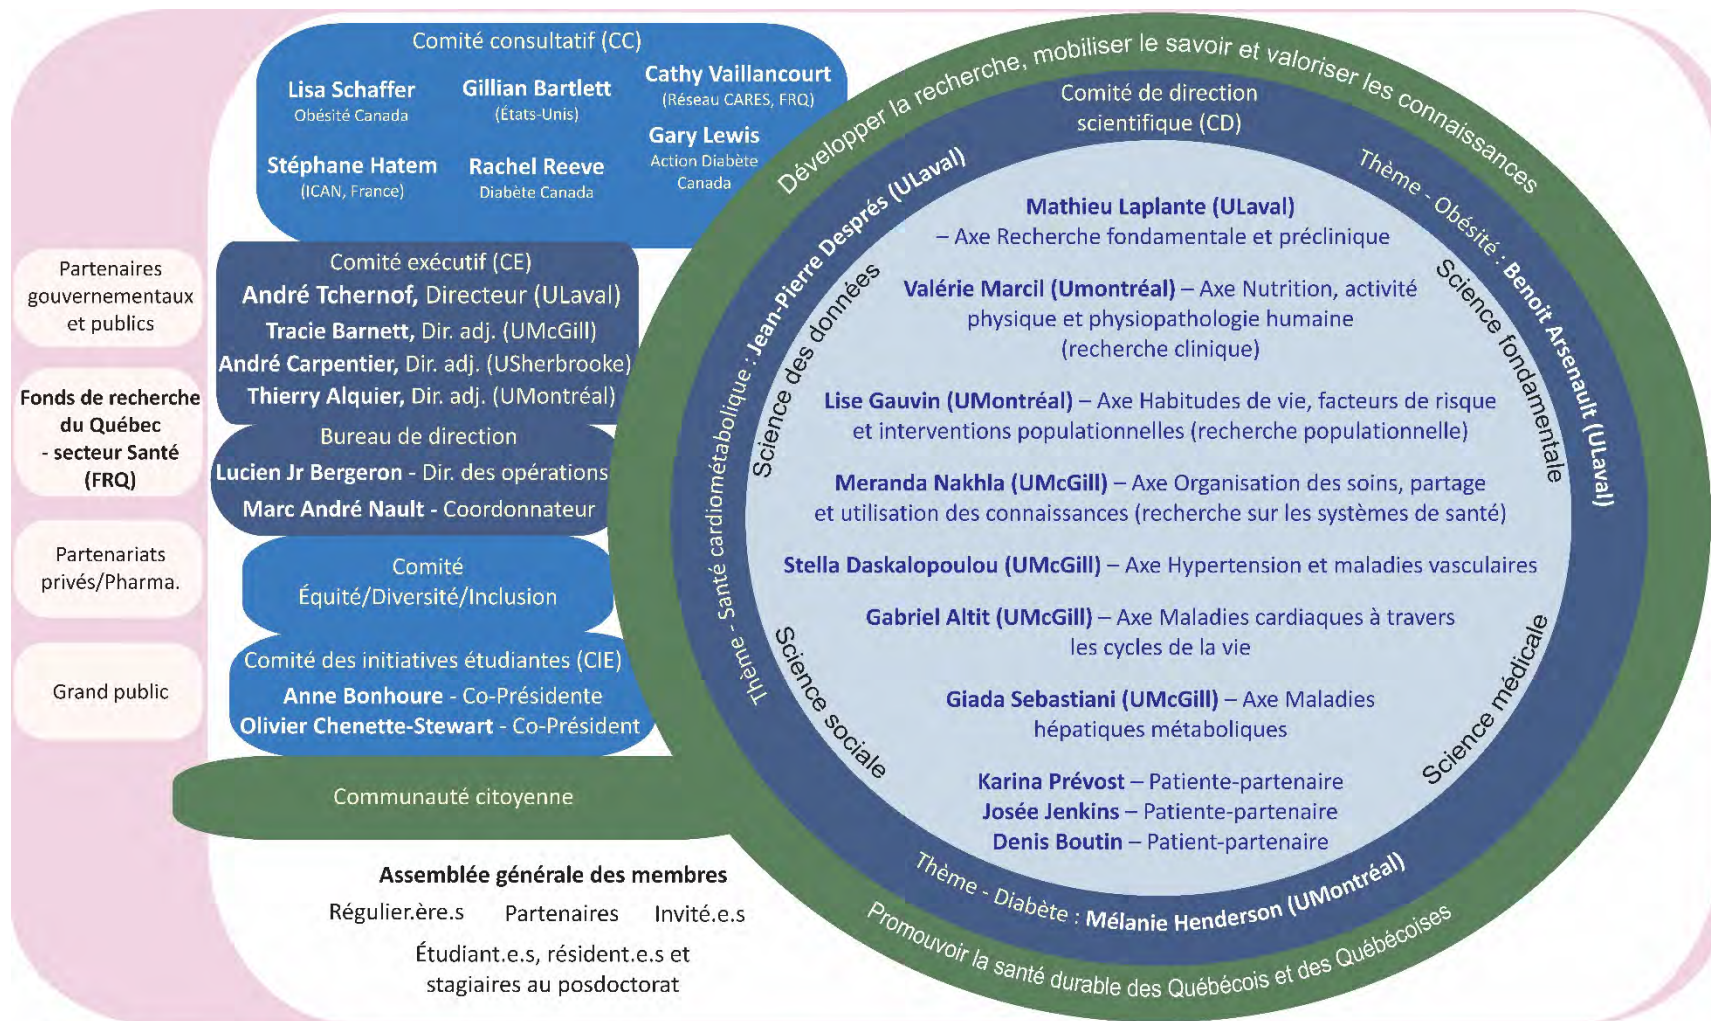 Comité consultatif (CC)
Lisa Schaffer
Obésité Canada
Gillian Bartlett
(États-Unis)
Cathy Vaillancourt
(Réseau CARES, FRQ)
Stéphane Hatem
(ICAN, France)
Rachel Reeve
Diabète Canada
Gary Lewis
Action Diabète
Canada
Partenaires
gouvernementaux
et publics
Fonds de recherche
du Québec
- secteur Santé
(FRQ)
Partenariats
privés/Pharma.
Grand public
Comité exécutif (CE)
André Tchernof, Directeur (ULaval)
Tracie Barnett, Dir. adj. (UMcGill)
André Carpentier, Dir. adj. (USherbrooke)
Thierry Alquier, Dir. adj. (UMontréal)
Bureau de direction
Lucien Jr Bergeron - Dir. des opérations
Marc André Nault - Coordonnateur
Comité
Équité/Diversité/Inclusion
Comité des initiatives étudiantes (CIE)
Anne Bonhoure - Co-Présidente
Olivier Chenette-Stewart - Co-Président
Communauté citoyenne
Assemblée générale des membres
Régulier.ère.s Partenaires Invité.e.s
Étudiant.e.s, résident.e.s et
stagiaires au posdoctorat
Développer la recherche, mobiliser le savoir et valoriser les connaissances
Comité de direction
scientifique (CD)
Thème - Santé cardiométabolique : Jean-Pierre Després (ULaval)
Thème - Obésité : Benoit Arsenault (ULaval)
Science des données
Science fondamentale
Mathieu Laplante (ULaval)
– Axe Recherche fondamentale et préclinique
Valérie Marcil (Umontréal) – Axe Nutrition, activité
physique et physiopathologie humaine
(recherche clinique)
Lise Gauvin (UMontréal) – Axe Habitudes de vie, facteurs de risque
et interventions populationnelles (recherche populationnelle)
Meranda Nakhla (UMcGill) – Axe Organisation des soins, partage
et utilisation des connaissances (recherche sur les systèmes de santé)
Stella Daskalopoulou (UMcGill) – Axe Hypertension et maladies vasculaires
Gabriel Altit (UMcGill) – Axe Maladies cardiaques à travers
les cycles de la vie
Giada Sebastiani (UMcGill) – Axe Maladies
hépatiques métaboliques
Karina Prévost – Patiente-partenaire
Josée Jenkins – Patiente-partenaire
Denis Boutin – Patient-partenaire
Science sociale
Science médicale
Thème - Diabète : Mélanie Henderson (UMontréal)
Promouvoir la santé durable des Québécois et des Québécoises